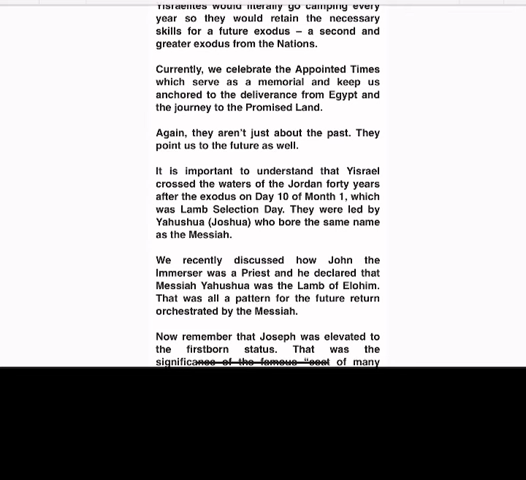 Yisraelites would literally go camping every
year so they would retain the necessary
skills for a future exodus – a second and
greater exodus from the Nations.
Currently, we celebrate the Appointed Times
which serve as a memorial and keep us
anchored to the deliverance from Egypt and
the journey to the Promised Land.
Again, they aren't just about the past. They
point us to the future as well.
It is important to understand that Yisrael
crossed the waters of the Jordan forty years
after the exodus on Day 10 of Month 1, which
was Lamb Selection Day. They were led by
Yahushua (Joshua) who bore the same name
as the Messiah.
We recently discussed how John the
Immerser was a Priest and he declared that
Messiah Yahushua was the Lamb of Elohim.
That was all a pattern for the future return
orchestrated by the Messiah.
Now remember that Joseph was elevated to
the firstborn status. That was the
significance of the famous "coat of many